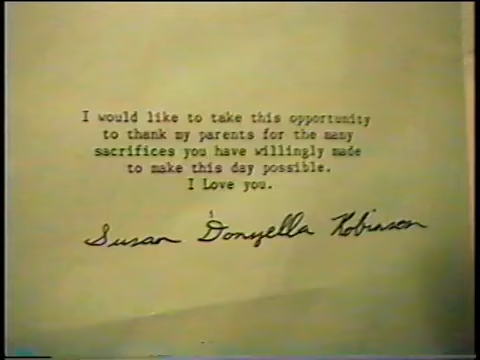 I would like to take this opportunity
to thank my parents for the many
sacrifices you have willingly made
to make this day possible.
I Love you.
Susan Donyella Robinson